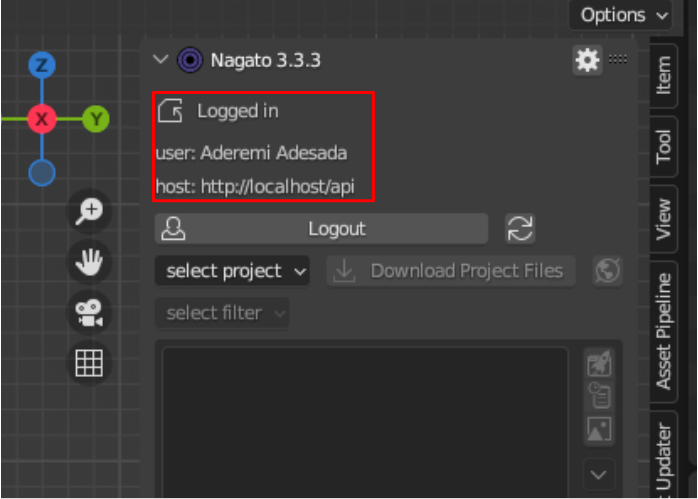 Options
Nagato 3.3.3
Z
X
Y
Logged in
user: Aderemi Adesada
host: http://localhost/api
Logout
select project
Download Project Files
select filter
Item
Tool
View
Asset Pipeline
t Updater